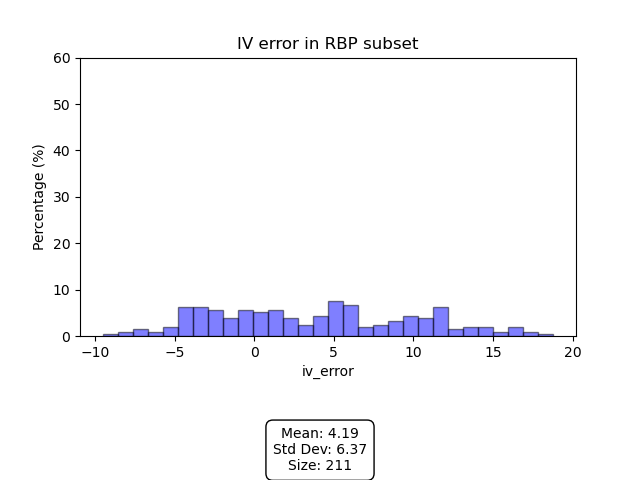 IV error in RBP subset
60
50
40
30
20
10
0
Percentage (%)
−10
−5
0
5
10
15
20
iv_error
Mean: 4.19
Std Dev: 6.37
Size: 211